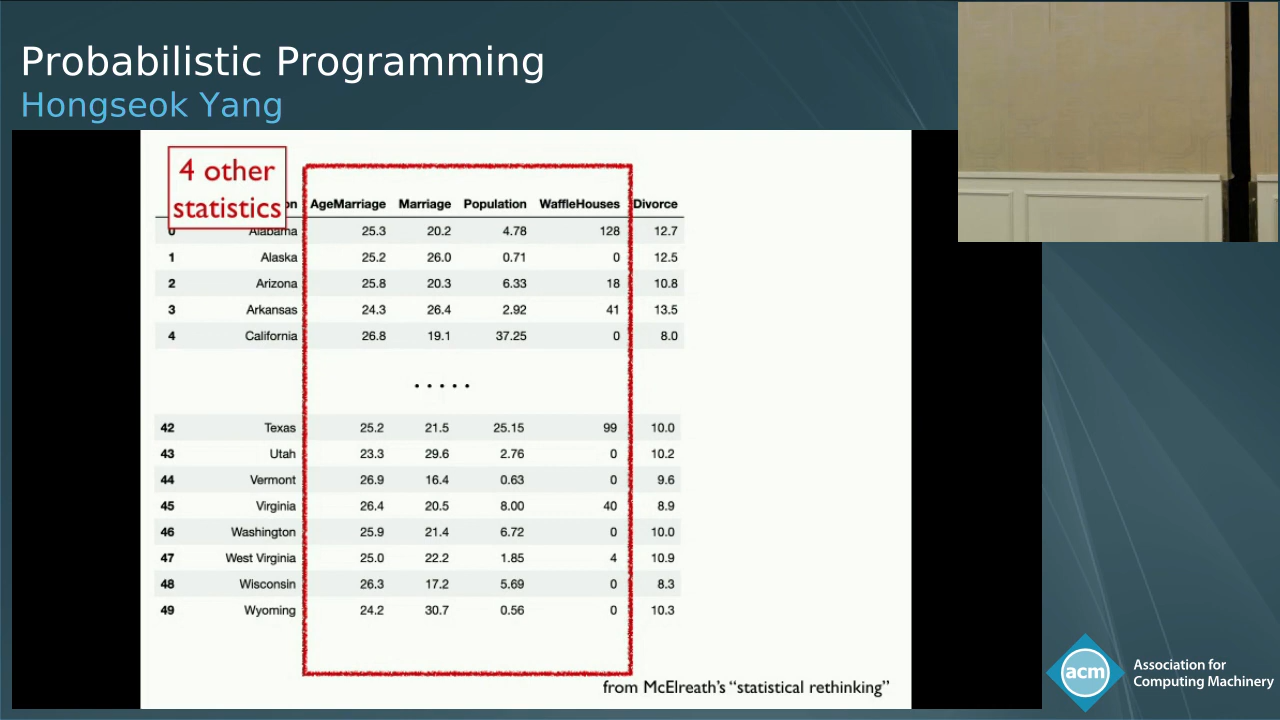 Probabilistic Programming
Hongseok Yang
4 other
statistics
n AgeMarriage Marriage Population WaffleHouses Divorce
0 Alabama 25.3 20.2 4.78 128 12.7
1 Alaska 25.2 26.0 0.71 0 12.5
2 Arizona 25.8 20.3 6.33 18 10.8
3 Arkansas 24.3 26.4 2.92 41 13.5
4 California 26.8 19.1 37.25 0 8.0
. . . . .
42 Texas 25.2 21.5 25.15 99 10.0
43 Utah 23.3 29.6 2.76 0 10.2
44 Vermont 26.9 16.4 0.63 0 9.6
45 Virginia 26.4 20.5 8.00 40 8.9
46 Washington 25.9 21.4 6.72 0 10.0
47 West Virginia 25.0 22.2 1.85 4 10.9
48 Wisconsin 26.3 17.2 5.69 0 8.3
49 Wyoming 24.2 30.7 0.56 0 10.3
from McElreath's “statistical rethinking”
acm
Association for
Computing Machinery